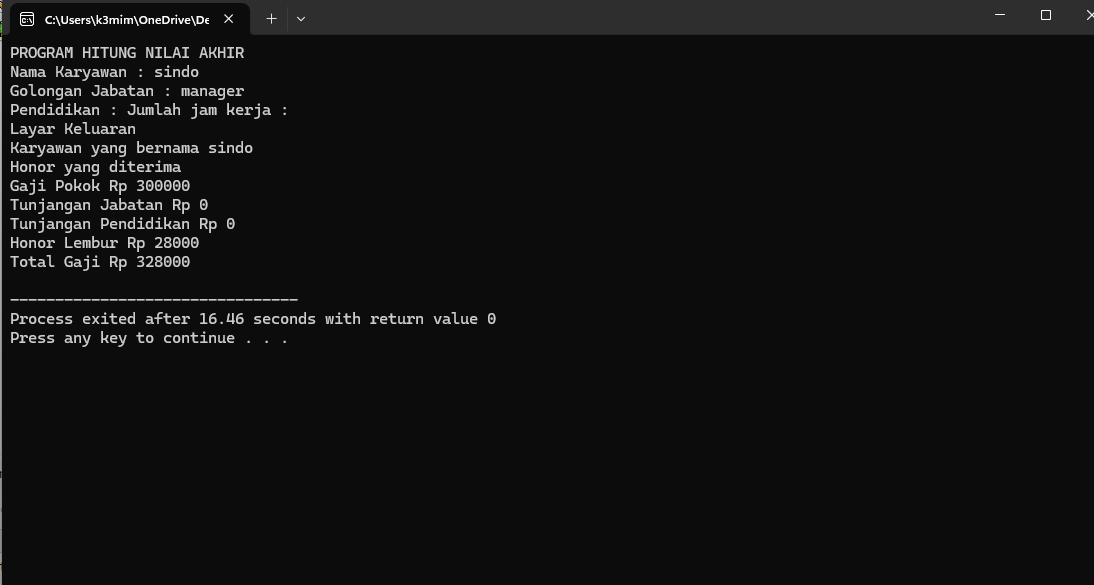 C:\Users\k3mim\OneDrive\De
PROGRAM HITUNG NILAI AKHIR
Nama Karyawan : sindo
Golongan Jabatan : manager
Pendidikan : Jumlah jam kerja :
Layar Keluaran
Karyawan yang bernama sindo
Honor yang diterima
Gaji Pokok Rp 300000
Tunjangan Jabatan Rp 0
Tunjangan Pendidikan Rp 0
Honor Lembur Rp 28000
Total Gaji Rp 328000
--------------------------------
Process exited after 16.46 seconds with return value 0
Press any key to continue . . .